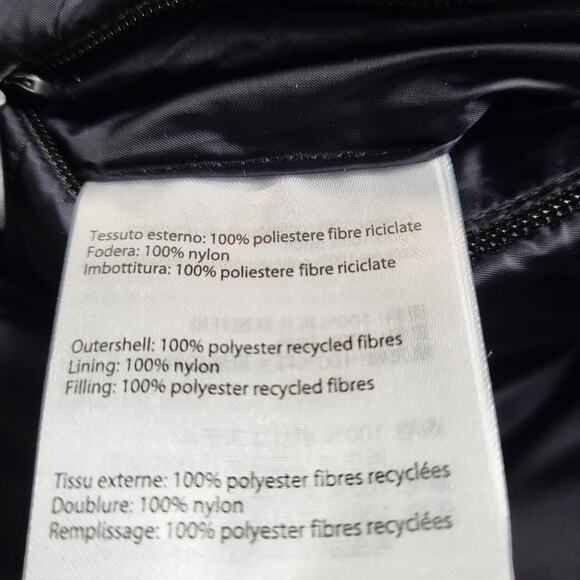 Tessuto esterno: 100% poliestere fibre riciclate
Fodera: 100% nylon
Imbottitura: 100% poliestere fibre riciclate
Outershell: 100% polyester recycled fibres
Lining: 100% nylon
Filling: 100% polyester recycled fibres
Tissu externe: 100% polyester fibres recyclées
Doublure: 100% nylon
Remplissage: 100% polyester fibres recyclées